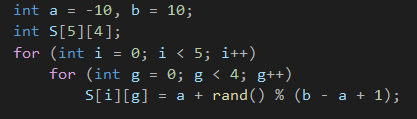 int a = -10, b = 10;
int S[5][4];
for (int i = 0; i < 5; i++)
    for (int g = 0; g < 4; g++)
        S[i][g] = a + rand() % (b - a + 1);